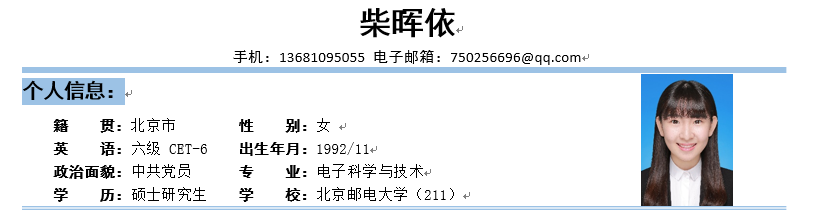 柴晖依
手机：13681095055 电子邮箱：750256696@qq.com
个人信息：
籍 贯：北京市 性 别：女
英 语：六级 CET-6 出生年月：1992/11
政治面貌：中共党员 专 业：电子科学与技术
学 历：硕士研究生 学 校：北京邮电大学（211）